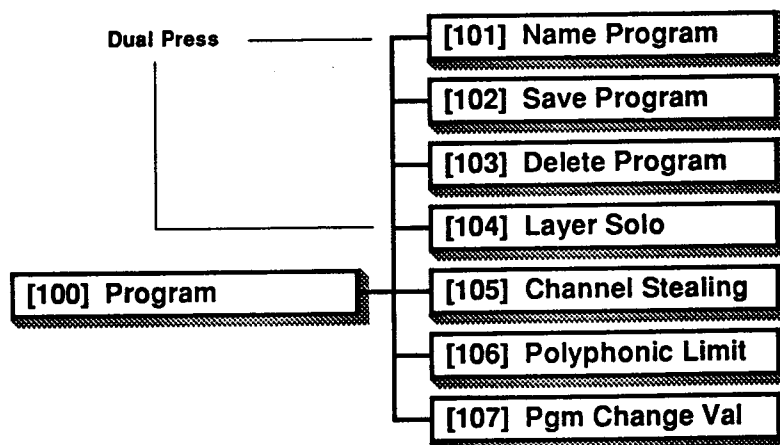 Dual Press
[101] Name Program
[102] Save Program
[103] Delete Program
[104] Layer Solo
[100] Program
[105] Channel Stealing
[106] Polyphonic Limit
[107] Pgm Change Val